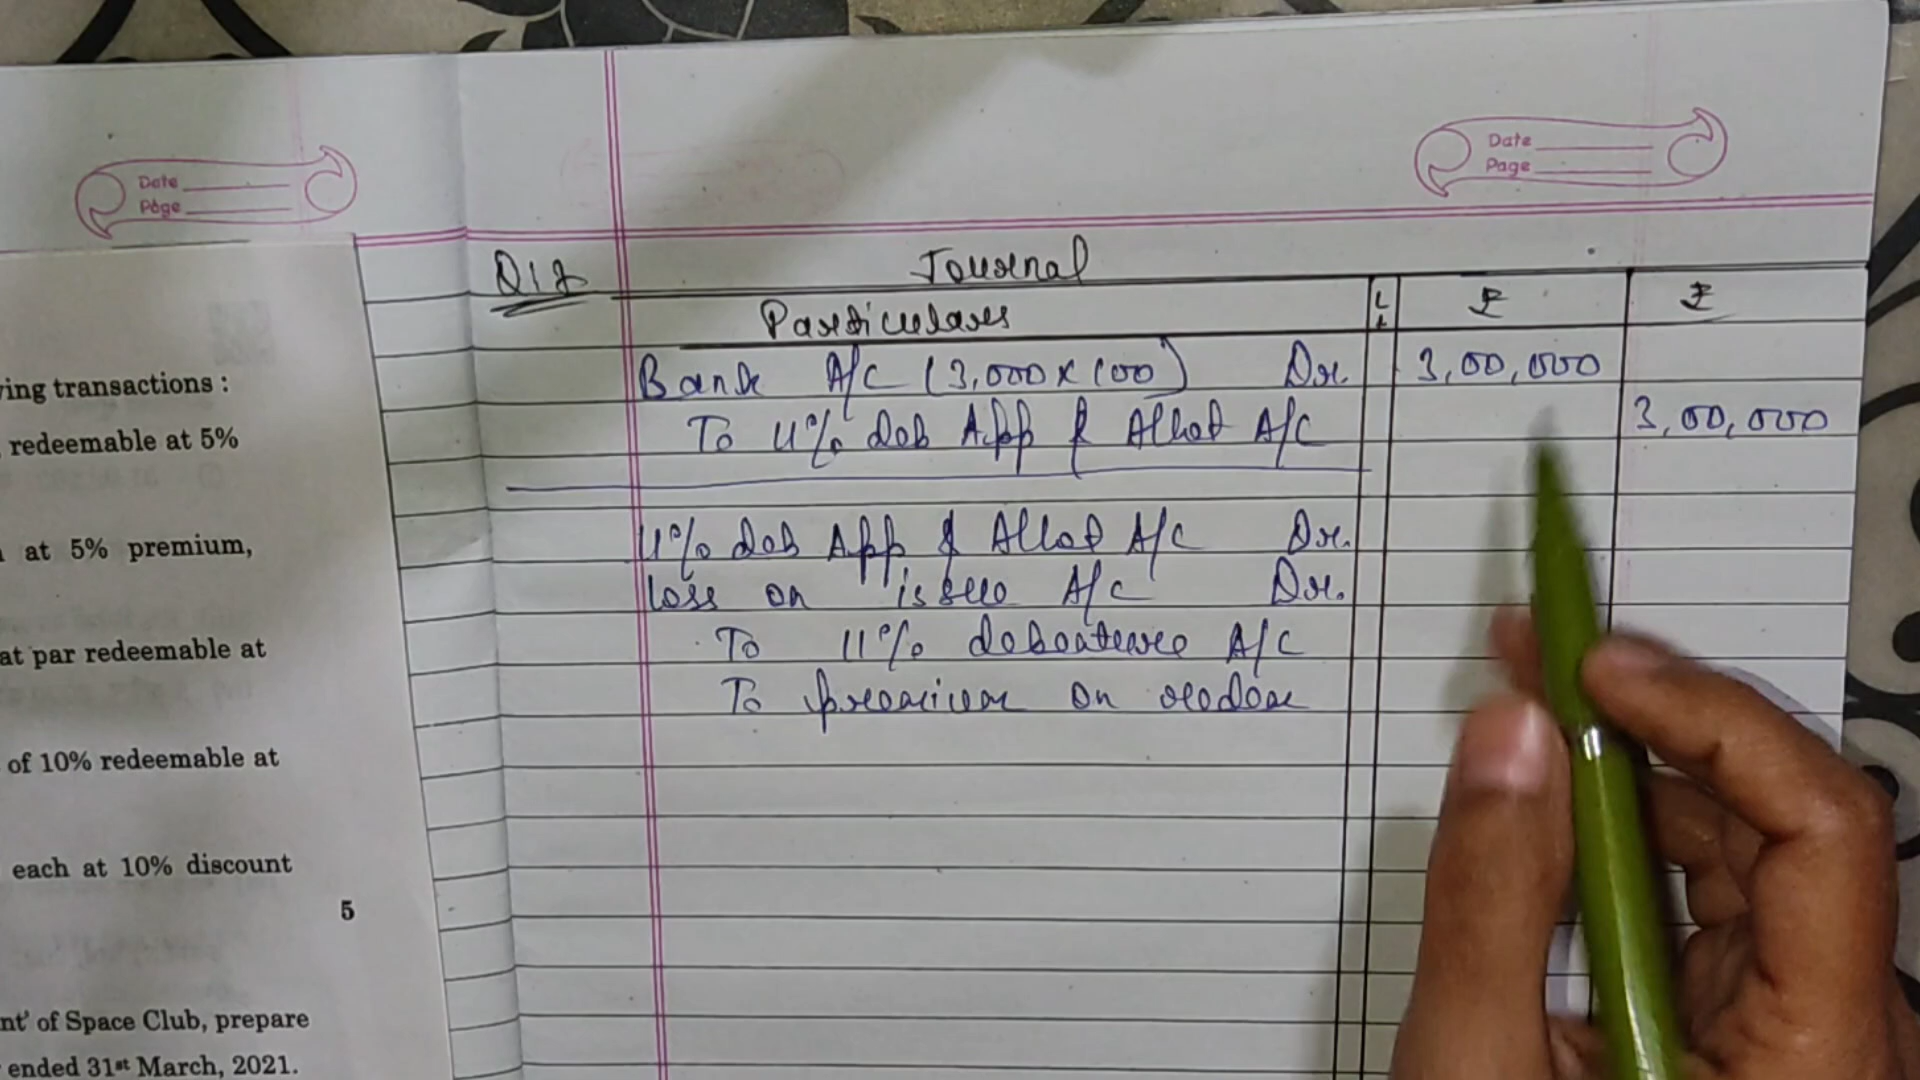 Date
Page
Date
Page
ving transactions :
, redeemable at 5%
at 5% premium,
at par redeemable at
of 10% redeemable at
each at 10% discount
5
nt' of Space Club, prepare
ended 31st March, 2021.
Journal
Particulars L ₹ ₹
Bank A/C (3,000 x 100) Dr. 3,00,000
To 11% deb App & Allot A/C 3,00,000
11% deb App & Allot A/C Dr.
loss on issue A/C Dr.
To 11% debenture A/C
To premium on redem